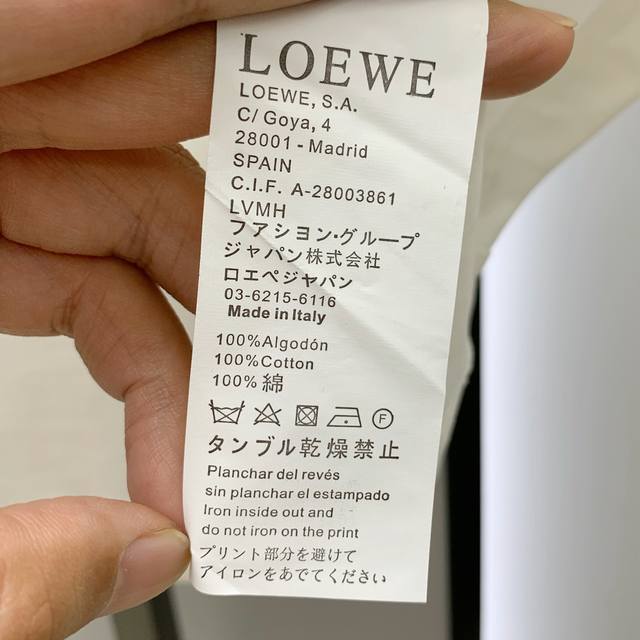 LOEWE
LOEWE, S.A.
C/ Goya, 4
28001 - Madrid
SPAIN
C.I.F. A-28003861
LVMH
フアション・グループ
ジャパン株式会社
ロエベジャパン
03-6215-6116
Made in Italy
100%Algodón
100%Cotton
100%綿
F
タンブル乾燥禁止
Planchar del revés
sin planchar el estampado
Iron inside out and
do not iron on the print
プリント部分を避けて
アイロンをあでてください